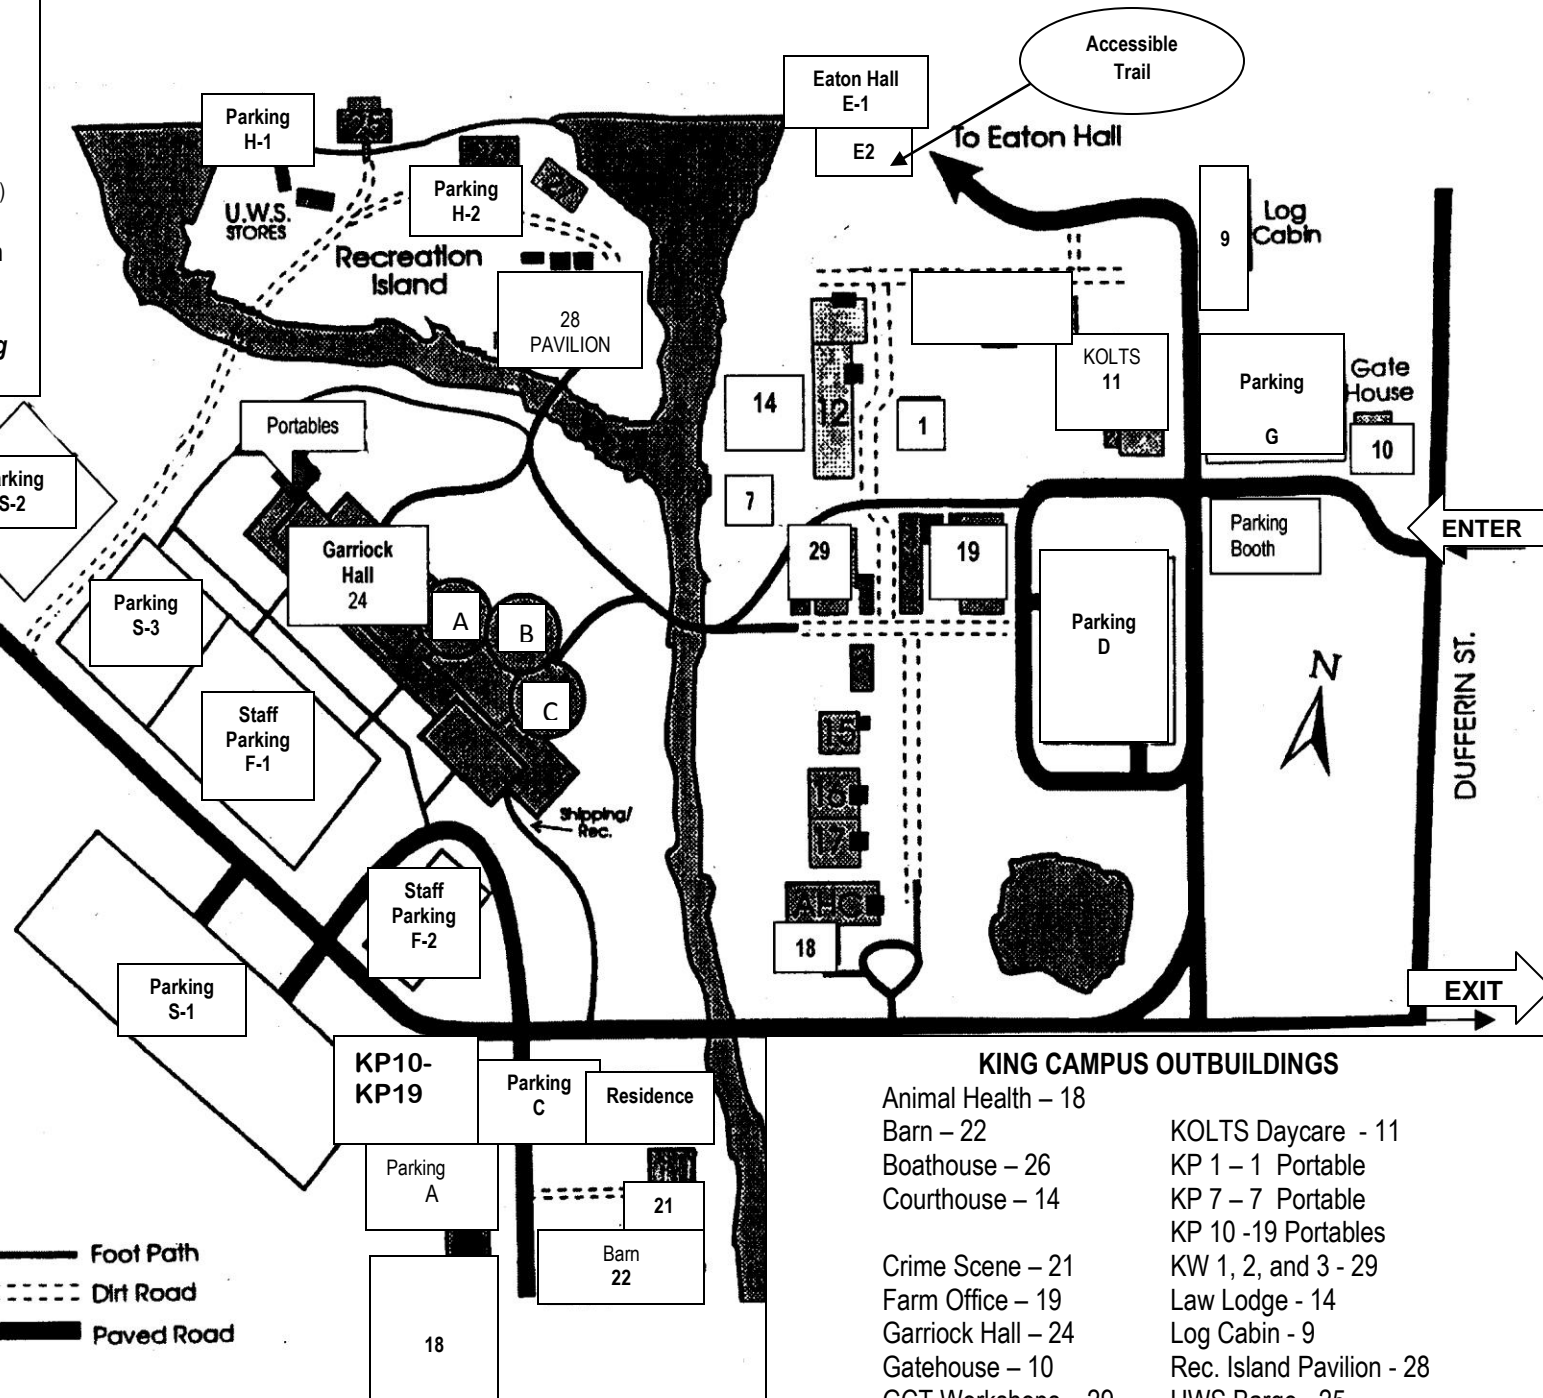 )
g
Accessible
Trail
Eaton Hall
E-1
E2
To Eaton Hall
Parking
H-1
25
Parking
H-2
U.W.S.
STORES
Recreation
Island
28
PAVILION
9
Log
Cabin
KOLTS
11
Parking
G
Gate
House
10
14
12
1
7
Portables
rking
S-2
Garriock
Hall
24
A
B
C
29
19
Parking
Booth
ENTER
Parking
S-3
Staff
Parking
F-1
Parking
D
N
DUFFERIN ST.
15
16
17
AHC
18
Shipping/
Rec.
Staff
Parking
F-2
Parking
S-1
EXIT
KP10-
KP19
Parking
C
Residence
Parking
A
21
Barn
22
18
Foot Path
Dirt Road
Paved Road
KING CAMPUS OUTBUILDINGS
Animal Health – 18
Barn – 22 KOLTS Daycare - 11
Boathouse – 26 KP 1 – 1 Portable
Courthouse – 14 KP 7 – 7 Portable
KP 10 -19 Portables
Crime Scene – 21 KW 1, 2, and 3 - 29
Farm Office – 19 Law Lodge - 14
Garriock Hall – 24 Log Cabin - 9
Gatehouse – 10 Rec. Island Pavilion - 28